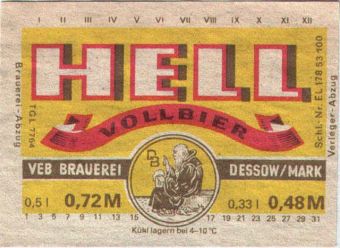 I II III IV V VI VII VIII IX X XI XII
HELL
VOLLBIER
Brauerei-Abzug
TGL 7764
Schl.-Nr. EL 178 53 100
Verleger-Abzug
DB
VEB BRAUEREI DESSOW/MARK
0,5 l 0,72 M 0,33 l 0,48 M
1 3 5 7 9 11 13 15 17 19 21 23 25 27 29 31
Kühl lagern bei 4–10 °C